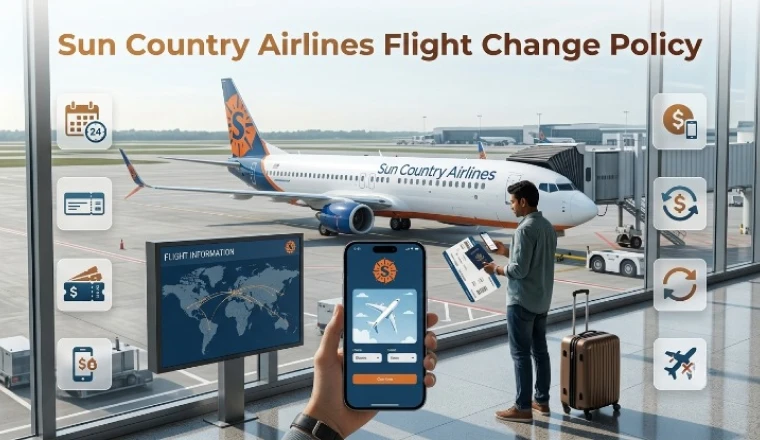 Sun Country Airlines Flight Change Policy
24
$
S
Sun Country Airlines
FLIGHT INFORMATION
S
S
$
$
$